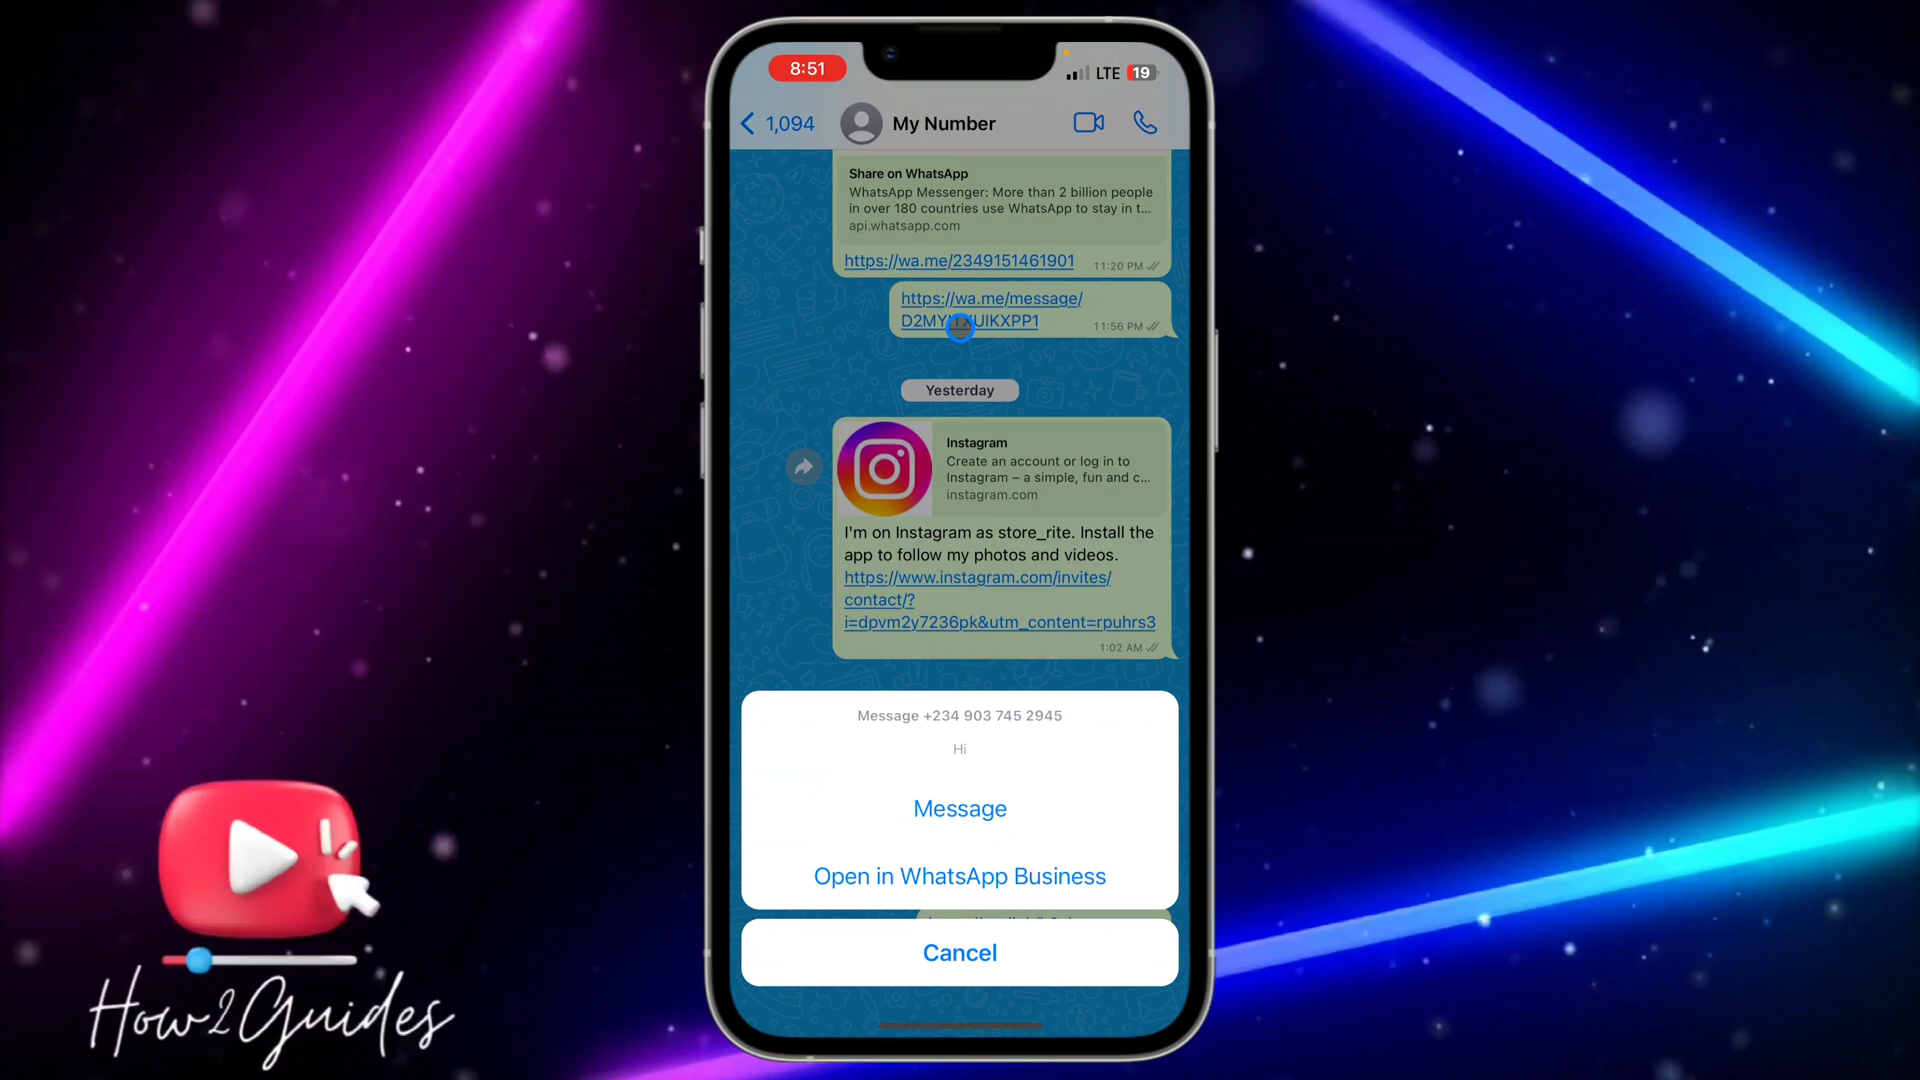 8:51
LTE 19
1,094
My Number
Share on WhatsApp
WhatsApp Messenger: More than 2 billion people
in over 180 countries use WhatsApp to stay in t...
api.whatsapp.com
https://wa.me/2349151461901
11:20 PM
https://wa.me/message/
11:56 PM
Yesterday
Instagram
Create an account or log in to
Instagram – a simple, fun and c...
instagram.com
I'm on Instagram as store_rite. Install the
app to follow my photos and videos.
https://www.instagram.com/invites/
contact/?
i=dpvm2y7236pk&utm_content=rpuhrs3
1:02 AM
Message +234 903 745 2945
Hi
Message
Open in WhatsApp Business
Cancel
How2Guides